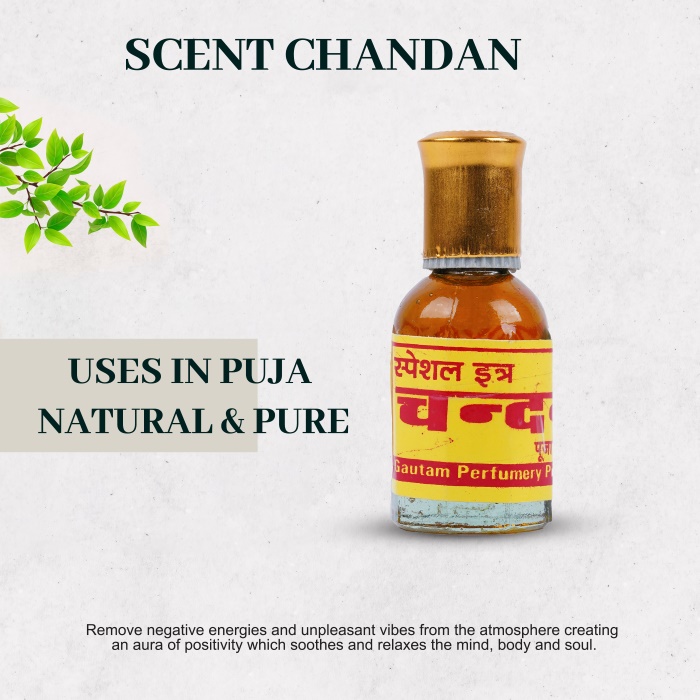 SCENT CHANDAN
USES IN PUJA
NATURAL & PURE
स्पेशल इत्र
Gautam Perfumery
Remove negative energies and unpleasant vibes from the atmosphere creating
an aura of positivity which soothes and relaxes the mind, body and soul.